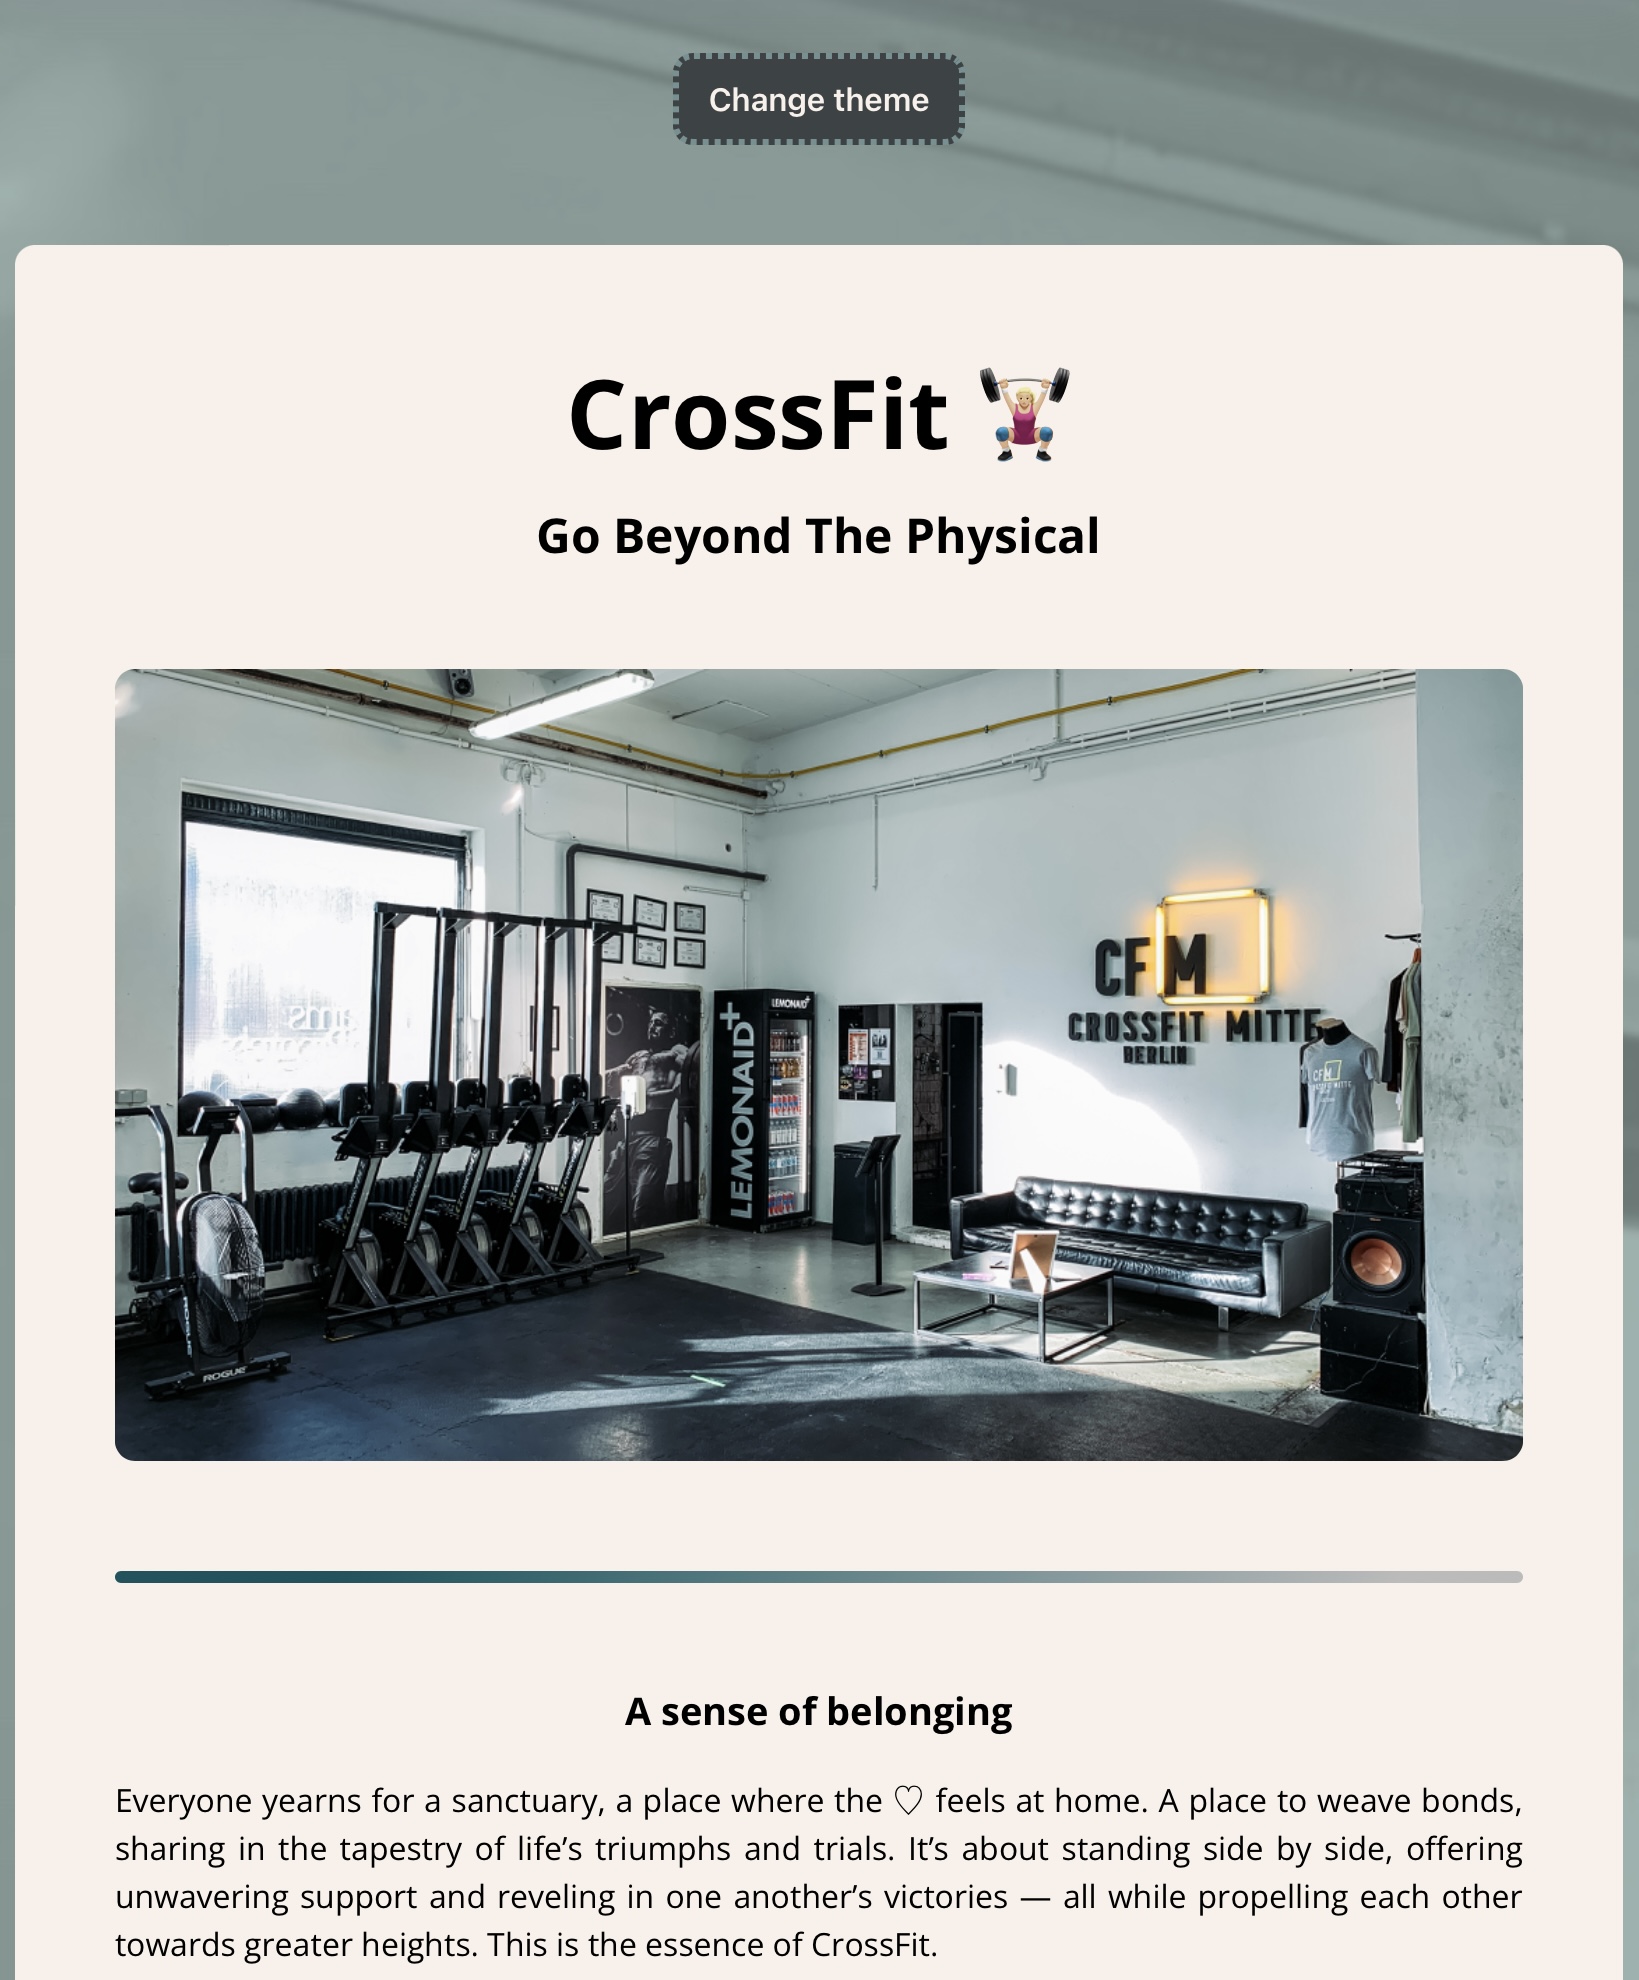 Change theme
CrossFit 🏋🏼‍♀️
Go Beyond The Physical
CFM
CROSSFIT MITTE
BERLIN
LEMONAID+
LEMONAID+
CFM
ROGUE
A sense of belonging
Everyone yearns for a sanctuary, a place where the ♡ feels at home. A place to weave bonds,
sharing in the tapestry of life’s triumphs and trials. It’s about standing side by side, offering
unwavering support and reveling in one another’s victories — all while propelling each other
towards greater heights. This is the essence of CrossFit.